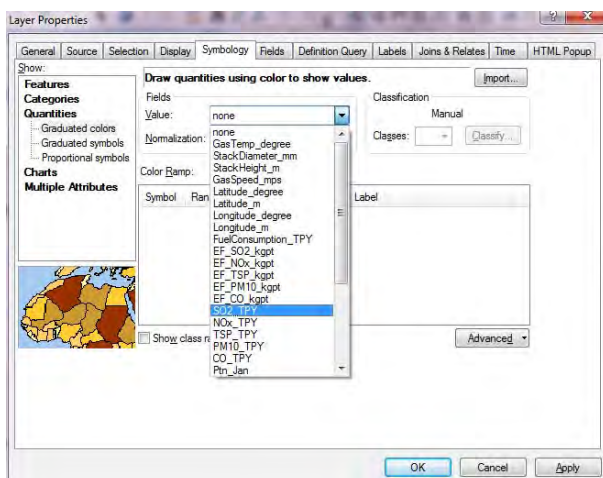 Layer Properties
General Source Selection Display Symbology Fields Definition Query Labels Joins & Relates Time HTML Popup
Show:
Features
Categories
Quantities
Graduated colors
Graduated symbols
Proportional symbols
Charts
Multiple Attributes
Draw quantities using color to show values.
Import...
Fields
Value: none
Normalization:
Classification
Manual
Classes:
Classify...
Color Ramp:
Symbol Ran Label
none
GasTemp_degree
StackDiameter_mm
StackHeight_m
GasSpeed_mps
Latitude_degree
Latitude_m
Longitude_degree
Longitude_m
FuelConsumption_TPY
EF_SO2_kgpt
EF_NOx_kgpt
EF_TSP_kgpt
EF_PM10_kgpt
EF_CO_kgpt
SO2_TPY
NOx_TPY
TSP_TPY
PM10_TPY
CO_TPY
Ptn_Jan
Show class ra
Advanced
OK Cancel Apply